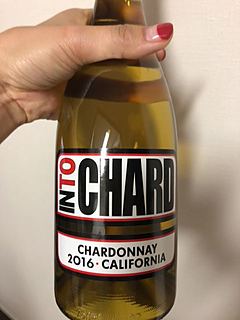 INTO
CHARD
CHARDONNAY
2016 · CALIFORNIA